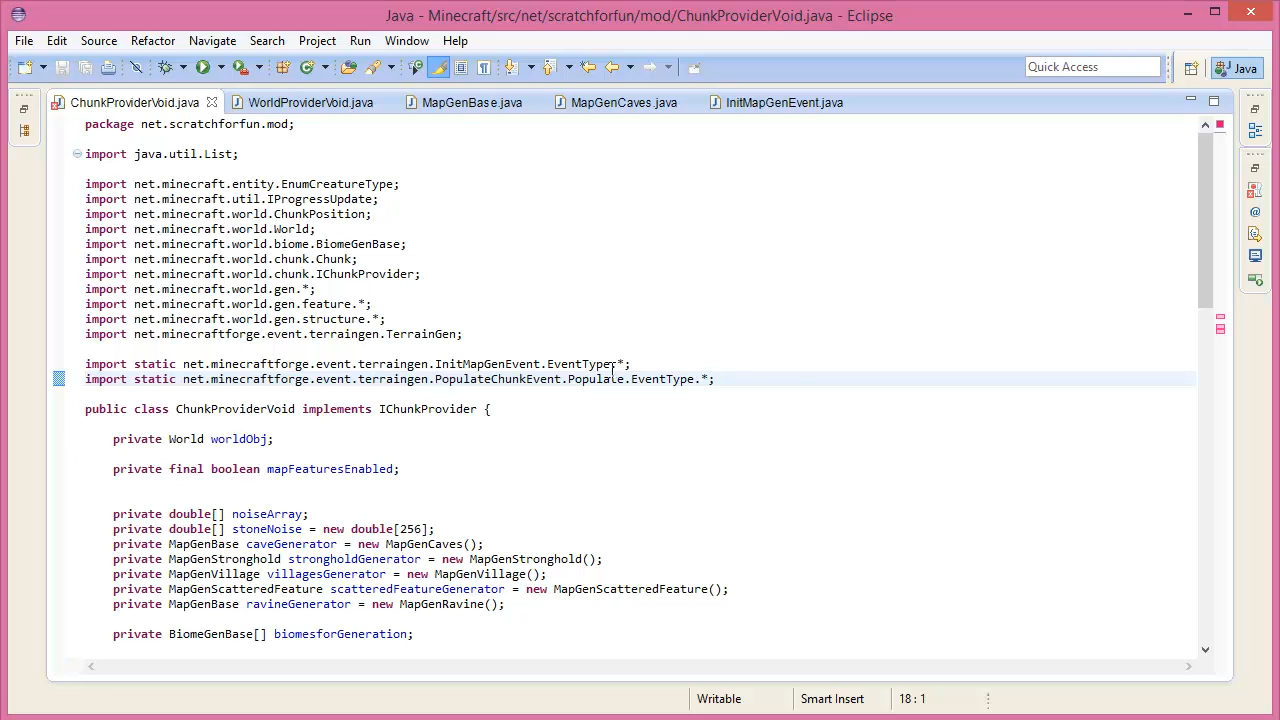 Java - Minecraft/src/net/scratchforfun/mod/ChunkProviderVoid.java - Eclipse
File Edit Source Refactor Navigate Search Project Run Window Help
Quick Access Java
ChunkProviderVoid.java WorldProviderVoid.java MapGenBase.java MapGenCaves.java InitMapGenEvent.java
package net.scratchforfun.mod;
import java.util.List;
import net.minecraft.entity.EnumCreatureType;
import net.minecraft.util.IProgressUpdate;
import net.minecraft.world.ChunkPosition;
import net.minecraft.world.World;
import net.minecraft.world.biome.BiomeGenBase;
import net.minecraft.world.chunk.Chunk;
import net.minecraft.world.chunk.IChunkProvider;
import net.minecraft.world.gen.*;
import net.minecraft.world.gen.feature.*;
import net.minecraft.world.gen.structure.*;
import net.minecraftforge.event.terraingen.TerrainGen;
import static net.minecraftforge.event.terraingen.InitMapGenEvent.EventType.*;
import static net.minecraftforge.event.terraingen.PopulateChunkEvent.Populate.EventType.*;
public class ChunkProviderVoid implements IChunkProvider {
private World worldObj;
private final boolean mapFeaturesEnabled;
private double[] noiseArray;
private double[] stoneNoise = new double[256];
private MapGenBase caveGenerator = new MapGenCaves();
private MapGenStronghold strongholdGenerator = new MapGenStronghold();
private MapGenVillage villagesGenerator = new MapGenVillage();
private MapGenScatteredFeature scatteredFeatureGenerator = new MapGenScatteredFeature();
private MapGenBase ravineGenerator = new MapGenRavine();
private BiomeGenBase[] biomesforGeneration;
Writable Smart Insert 18 : 1